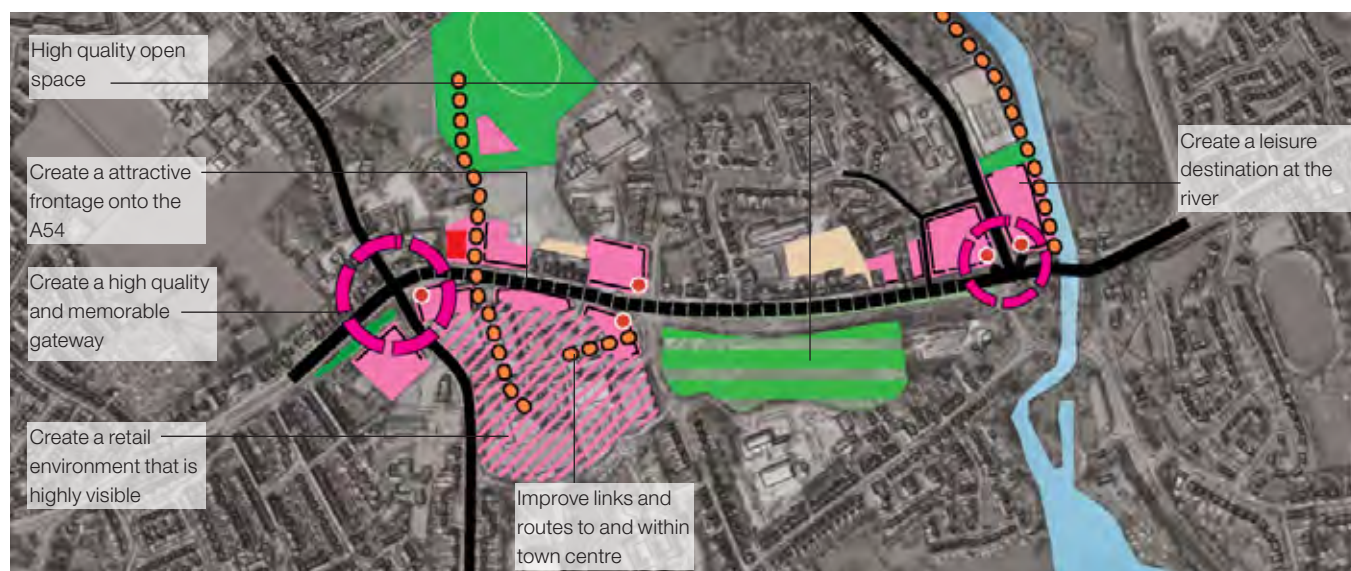 High quality open
space
Create a attractive
frontage onto the
A54
Create a high quality
and memorable
gateway
Create a retail
environment that is
highly visible
Improve links and
routes to and within
town centre
Create a leisure
destination at the
river